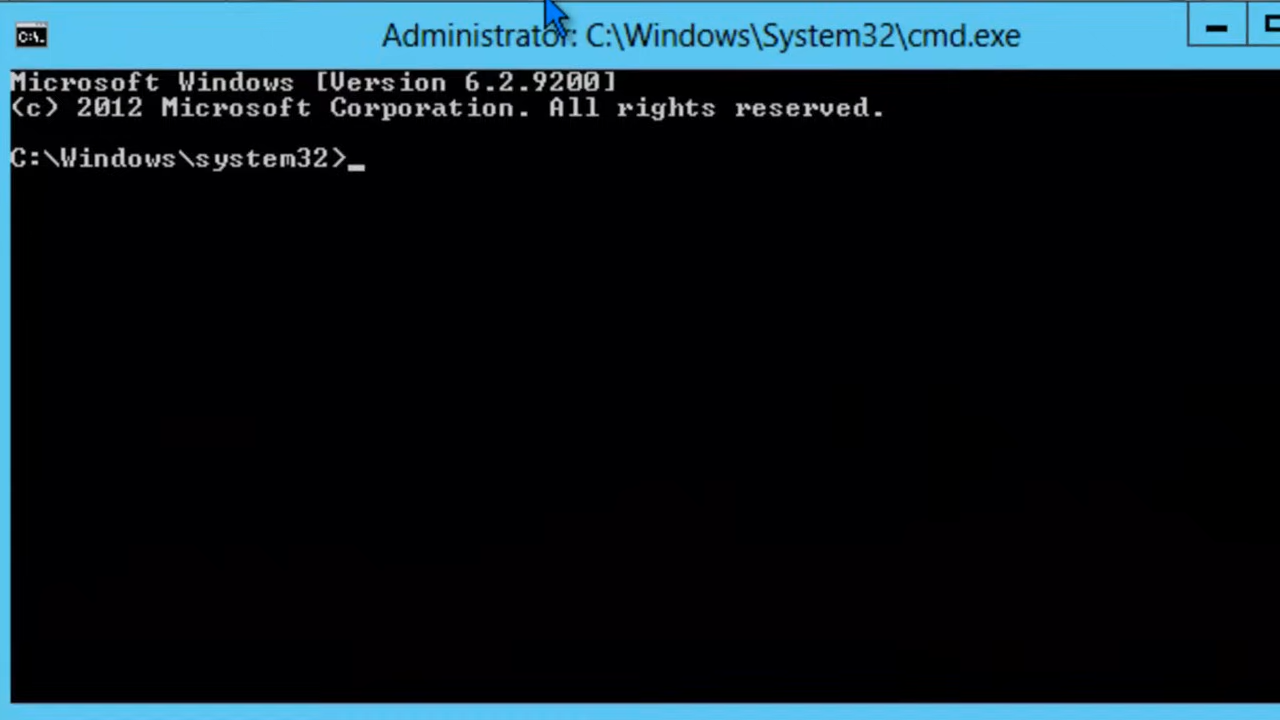 Administrator: C:\Windows\System32\cmd.exe
Microsoft Windows [Version 6.2.9200]
(c) 2012 Microsoft Corporation. All rights reserved.
C:\Windows\system32>_